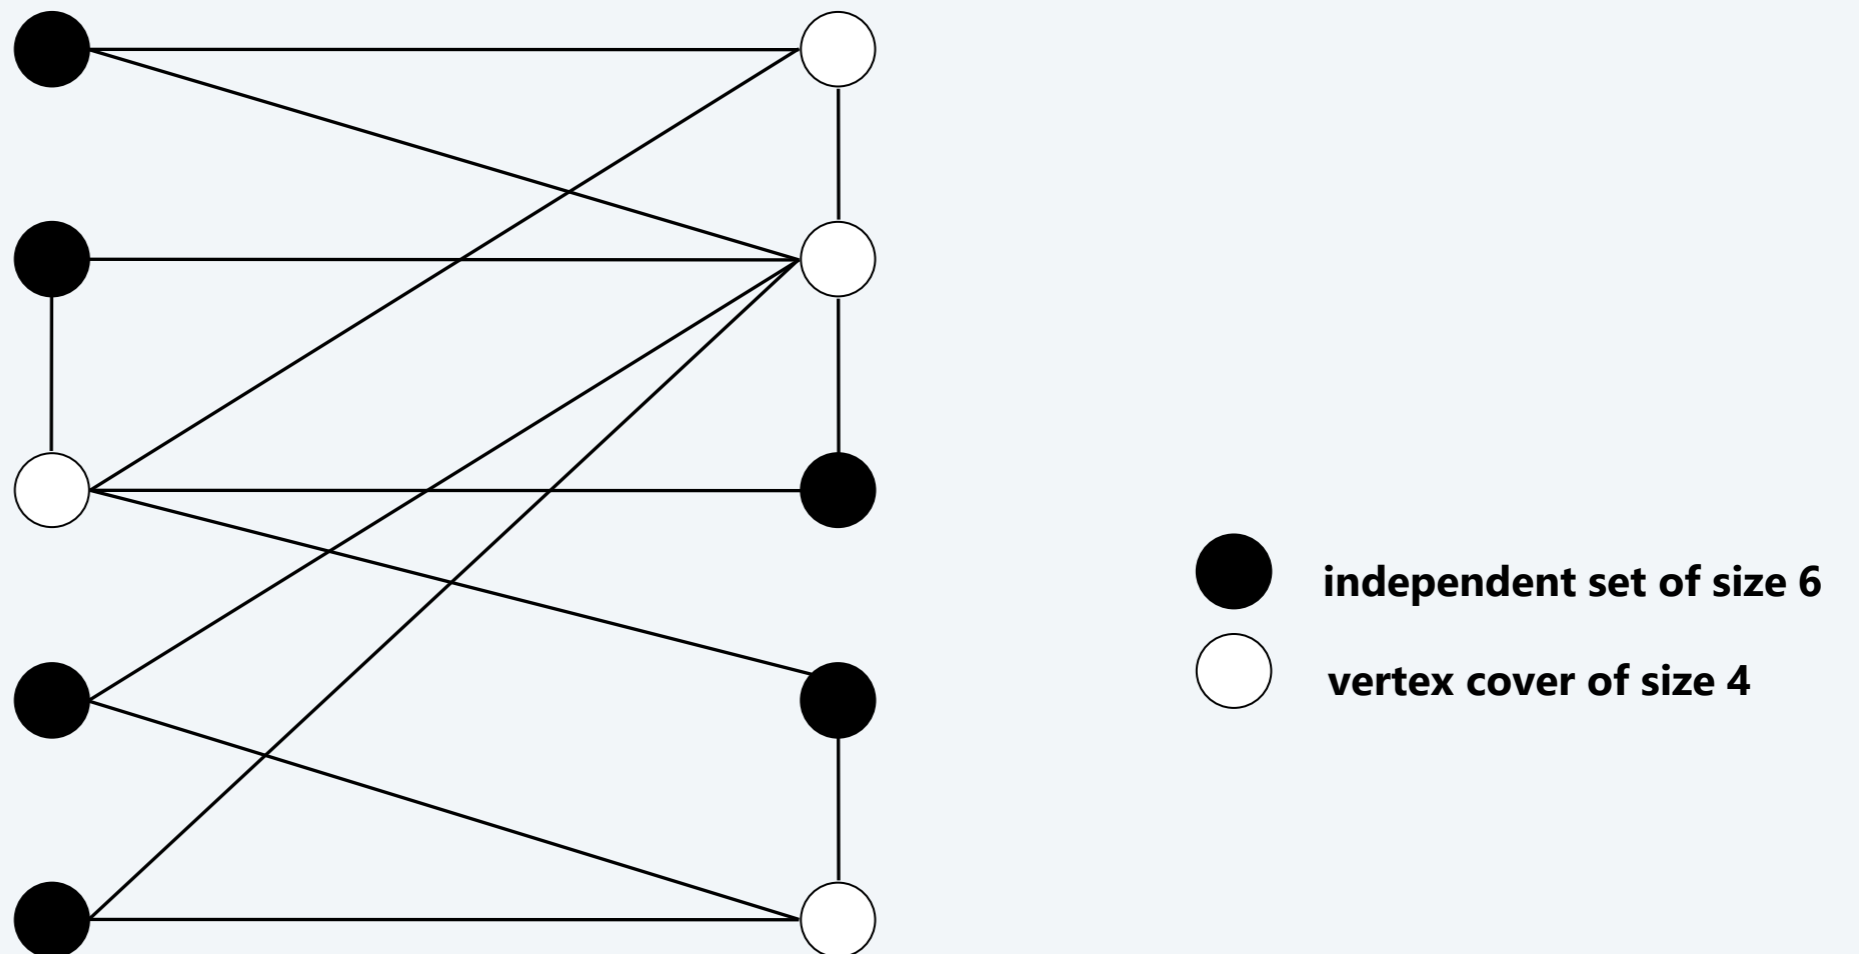 independent set of size 6
vertex cover of size 4